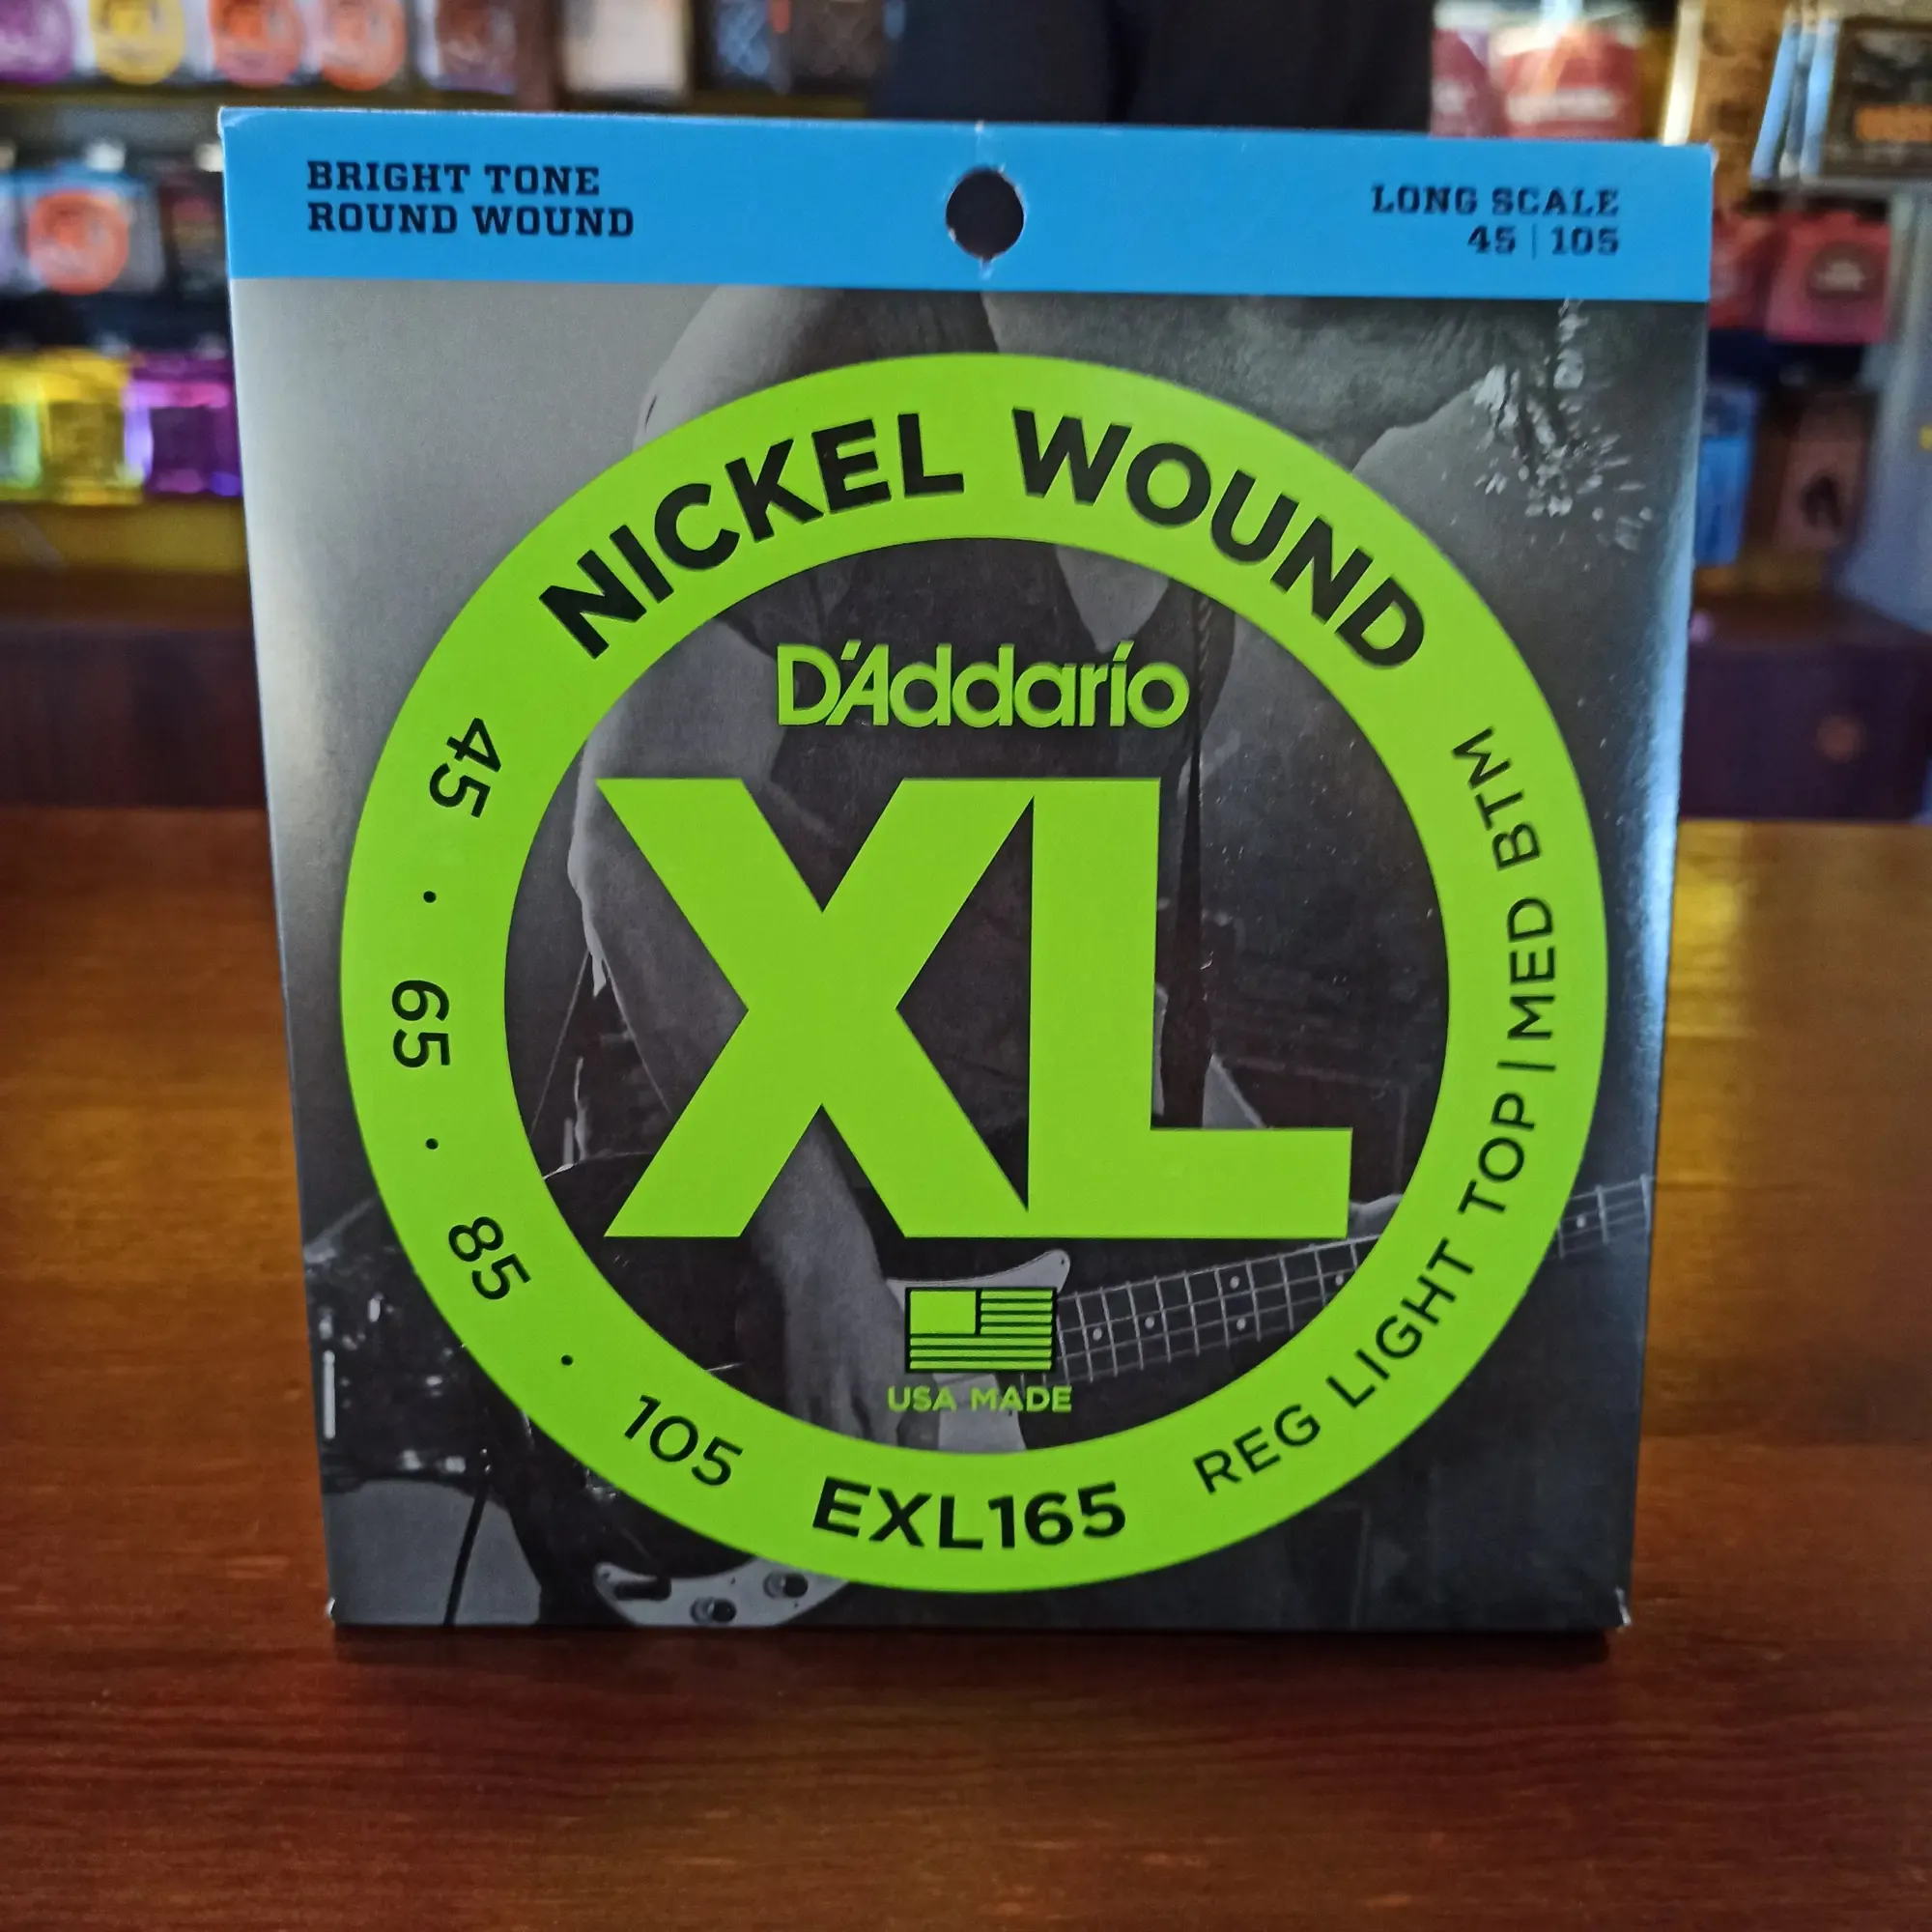 BRIGHT TONE
ROUND WOUND
LONG SCALE
45 | 105
NICKEL WOUND
D'Addarío
XL
USA MADE
45 · 65 · 85 · 105
EXL165
REG LIGHT TOP | MED BTM